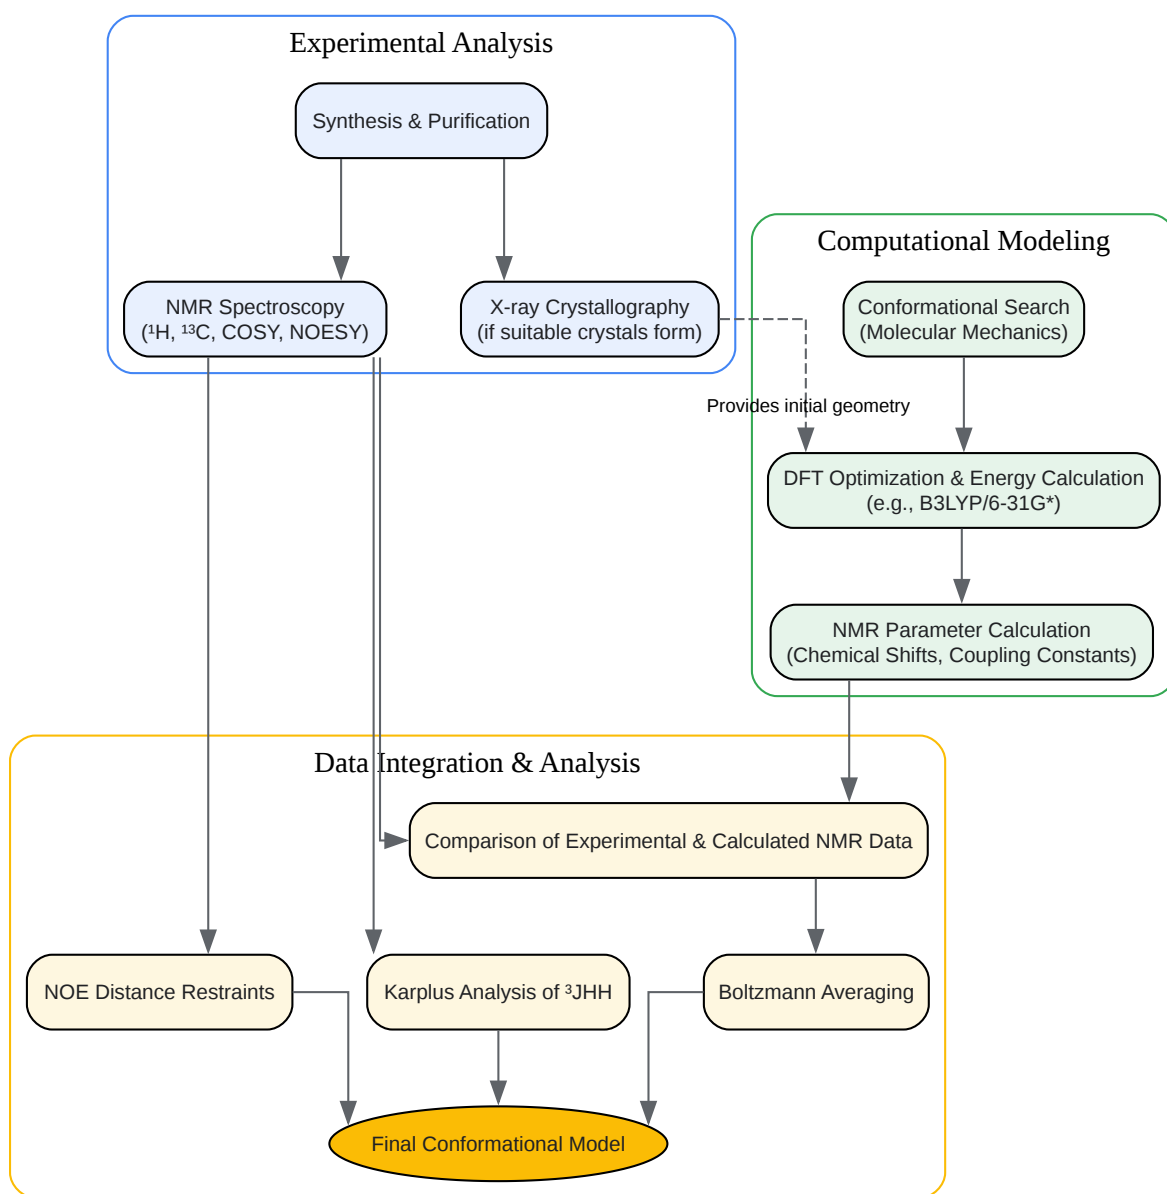 Experimental Analysis
Synthesis & Purification
NMR Spectroscopy
(¹H, ¹³C, COSY, NOESY)
X-ray Crystallography
(if suitable crystals form)
Computational Modeling
Conformational Search
(Molecular Mechanics)
Provides initial geometry
DFT Optimization & Energy Calculation
(e.g., B3LYP/6-31G*)
NMR Parameter Calculation
(Chemical Shifts, Coupling Constants)
Data Integration & Analysis
Comparison of Experimental & Calculated NMR Data
NOE Distance Restraints
Karplus Analysis of ³JHH
Boltzmann Averaging
Final Conformational Model